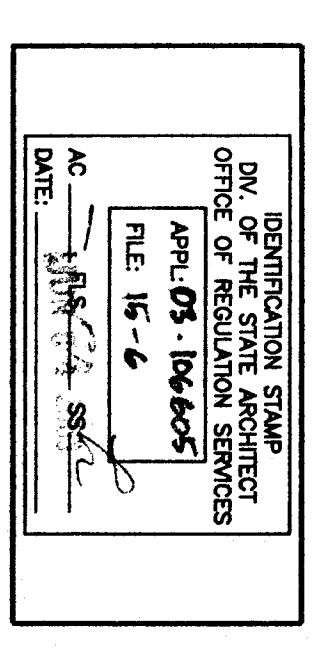 IDENTIFICATION STAMP
DIV. OF THE STATE ARCHITECT
OFFICE OF REGULATION SERVICES
APPL: 03-106605
FILE: 15-6
AC FLS SS
DATE: